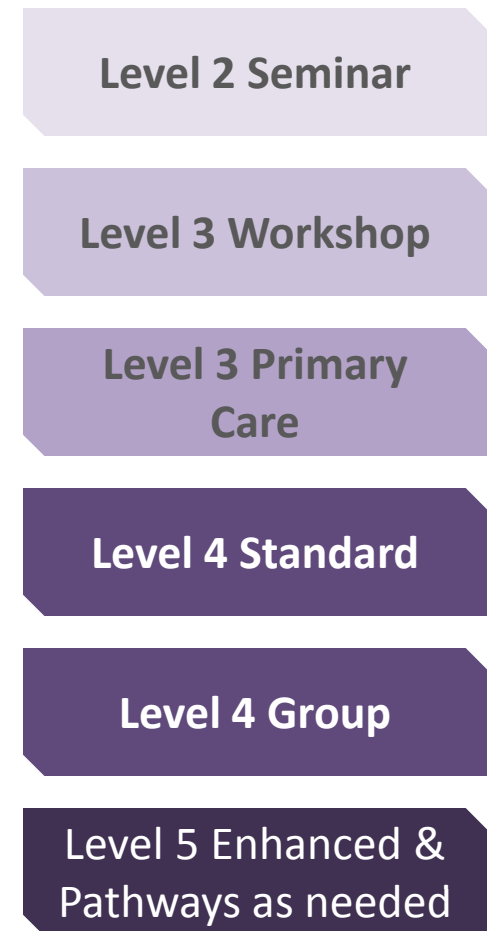 Level 2 Seminar
Level 3 Workshop
Level 3 Primary
Care
Level 4 Standard
Level 4 Group
Level 5 Enhanced &
Pathways as needed